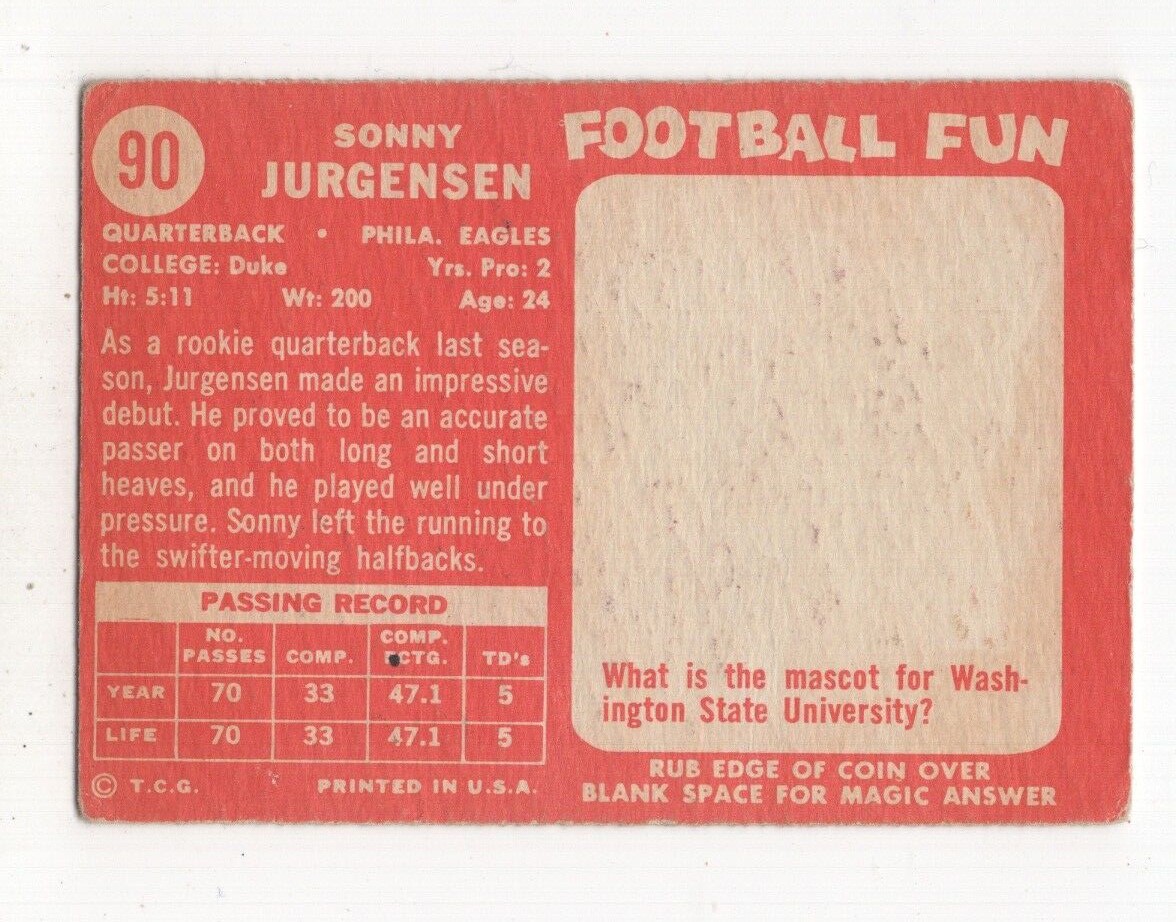 90
SONNY
JURGENSEN
QUARTERBACK • PHILA. EAGLES
COLLEGE: Duke Yrs. Pro: 2
Ht: 5:11 Wt: 200 Age: 24
As a rookie quarterback last sea-
son, Jurgensen made an impressive
debut. He proved to be an accurate
passer on both long and short
heaves, and he played well under
pressure. Sonny left the running to
the swifter-moving halfbacks.
PASSING RECORD
NO. PASSES COMP. COMP. PCTG. TD's
YEAR 70 33 47.1 5
LIFE 70 33 47.1 5
© T.C.G. PRINTED IN U.S.A.
FOOTBALL FUN
What is the mascot for Wash-
ington State University?
RUB EDGE OF COIN OVER
BLANK SPACE FOR MAGIC ANSWER